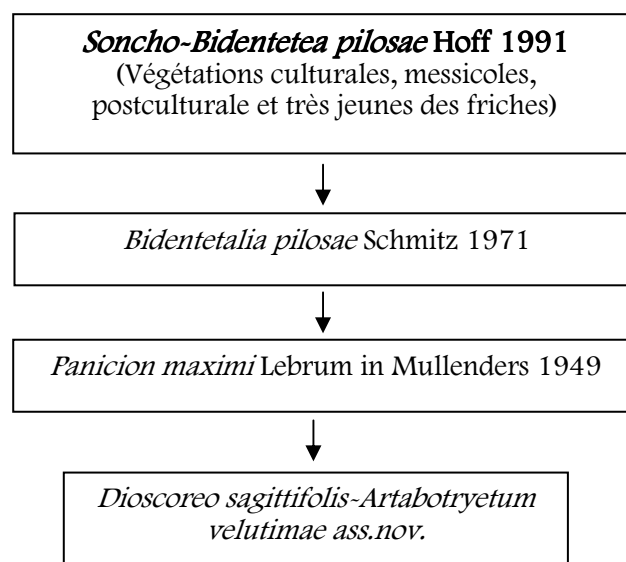 Soncho-Bidentetea pilosae Hoff 1991
(Végétations culturales, messicoles,
postculturale et très jeunes des friches)
Bidentetalia pilosae Schmitz 1971
Panicion maximi Lebrum in Mullenders 1949
Dioscoreo sagittifolis-Artabotryetum
velutimae ass.nov.